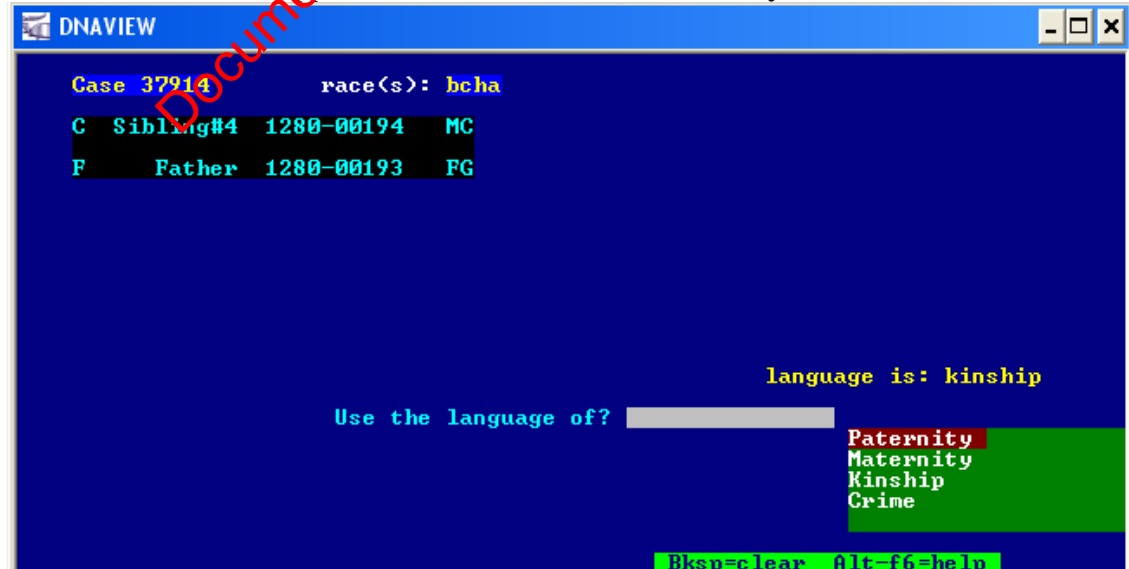 DNAVIEW
Case 37914 race(s): bcha
C Sibling#4 1280-00194 MC
F Father 1280-00193 FG
language is: kinship
Use the language of?
Paternity
Maternity
Kinship
Crime
Bksp=clear Alt-f6=help